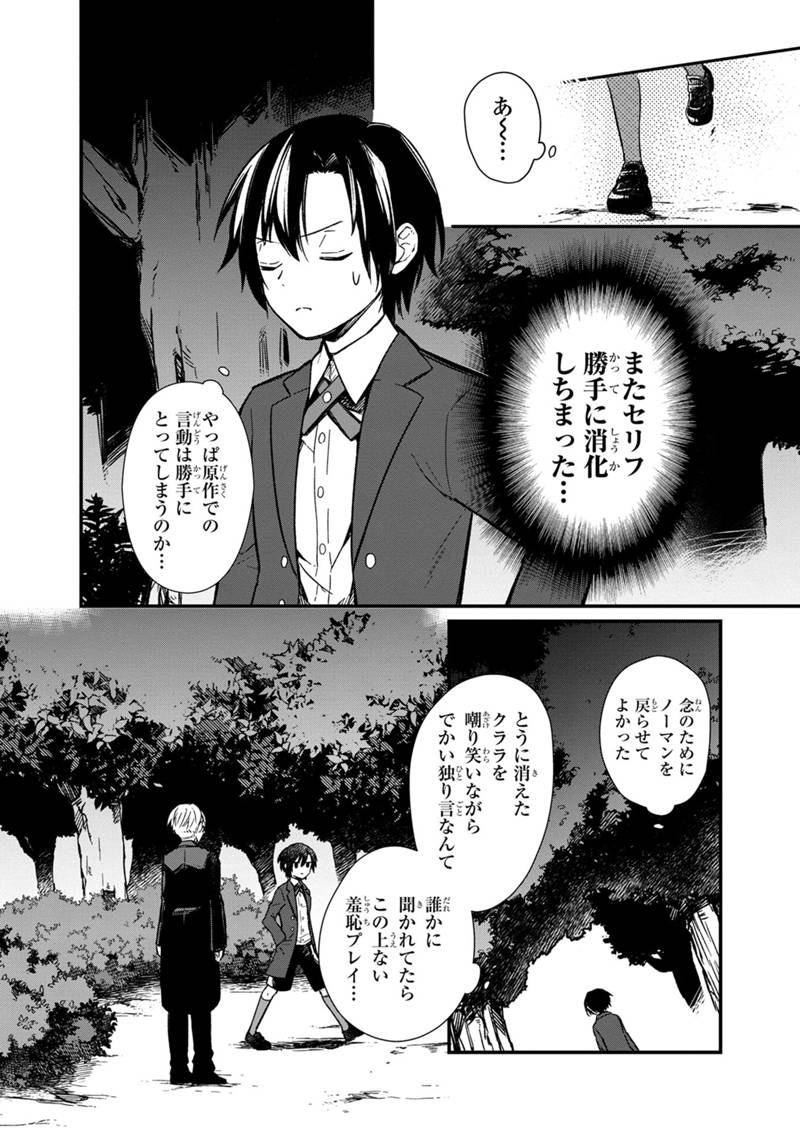 あ〜…
またセリフ
勝手に消化
しちまった…
やっぱ原作での
言動は勝手に
とってしまうのか…
念のために
ノーマンを
戻らせて
よかった
とうに消えた
クララを
嘲り笑いながら
でかい独り言なんて
誰かに
聞かれてたら
この上ない
羞恥プレイ…